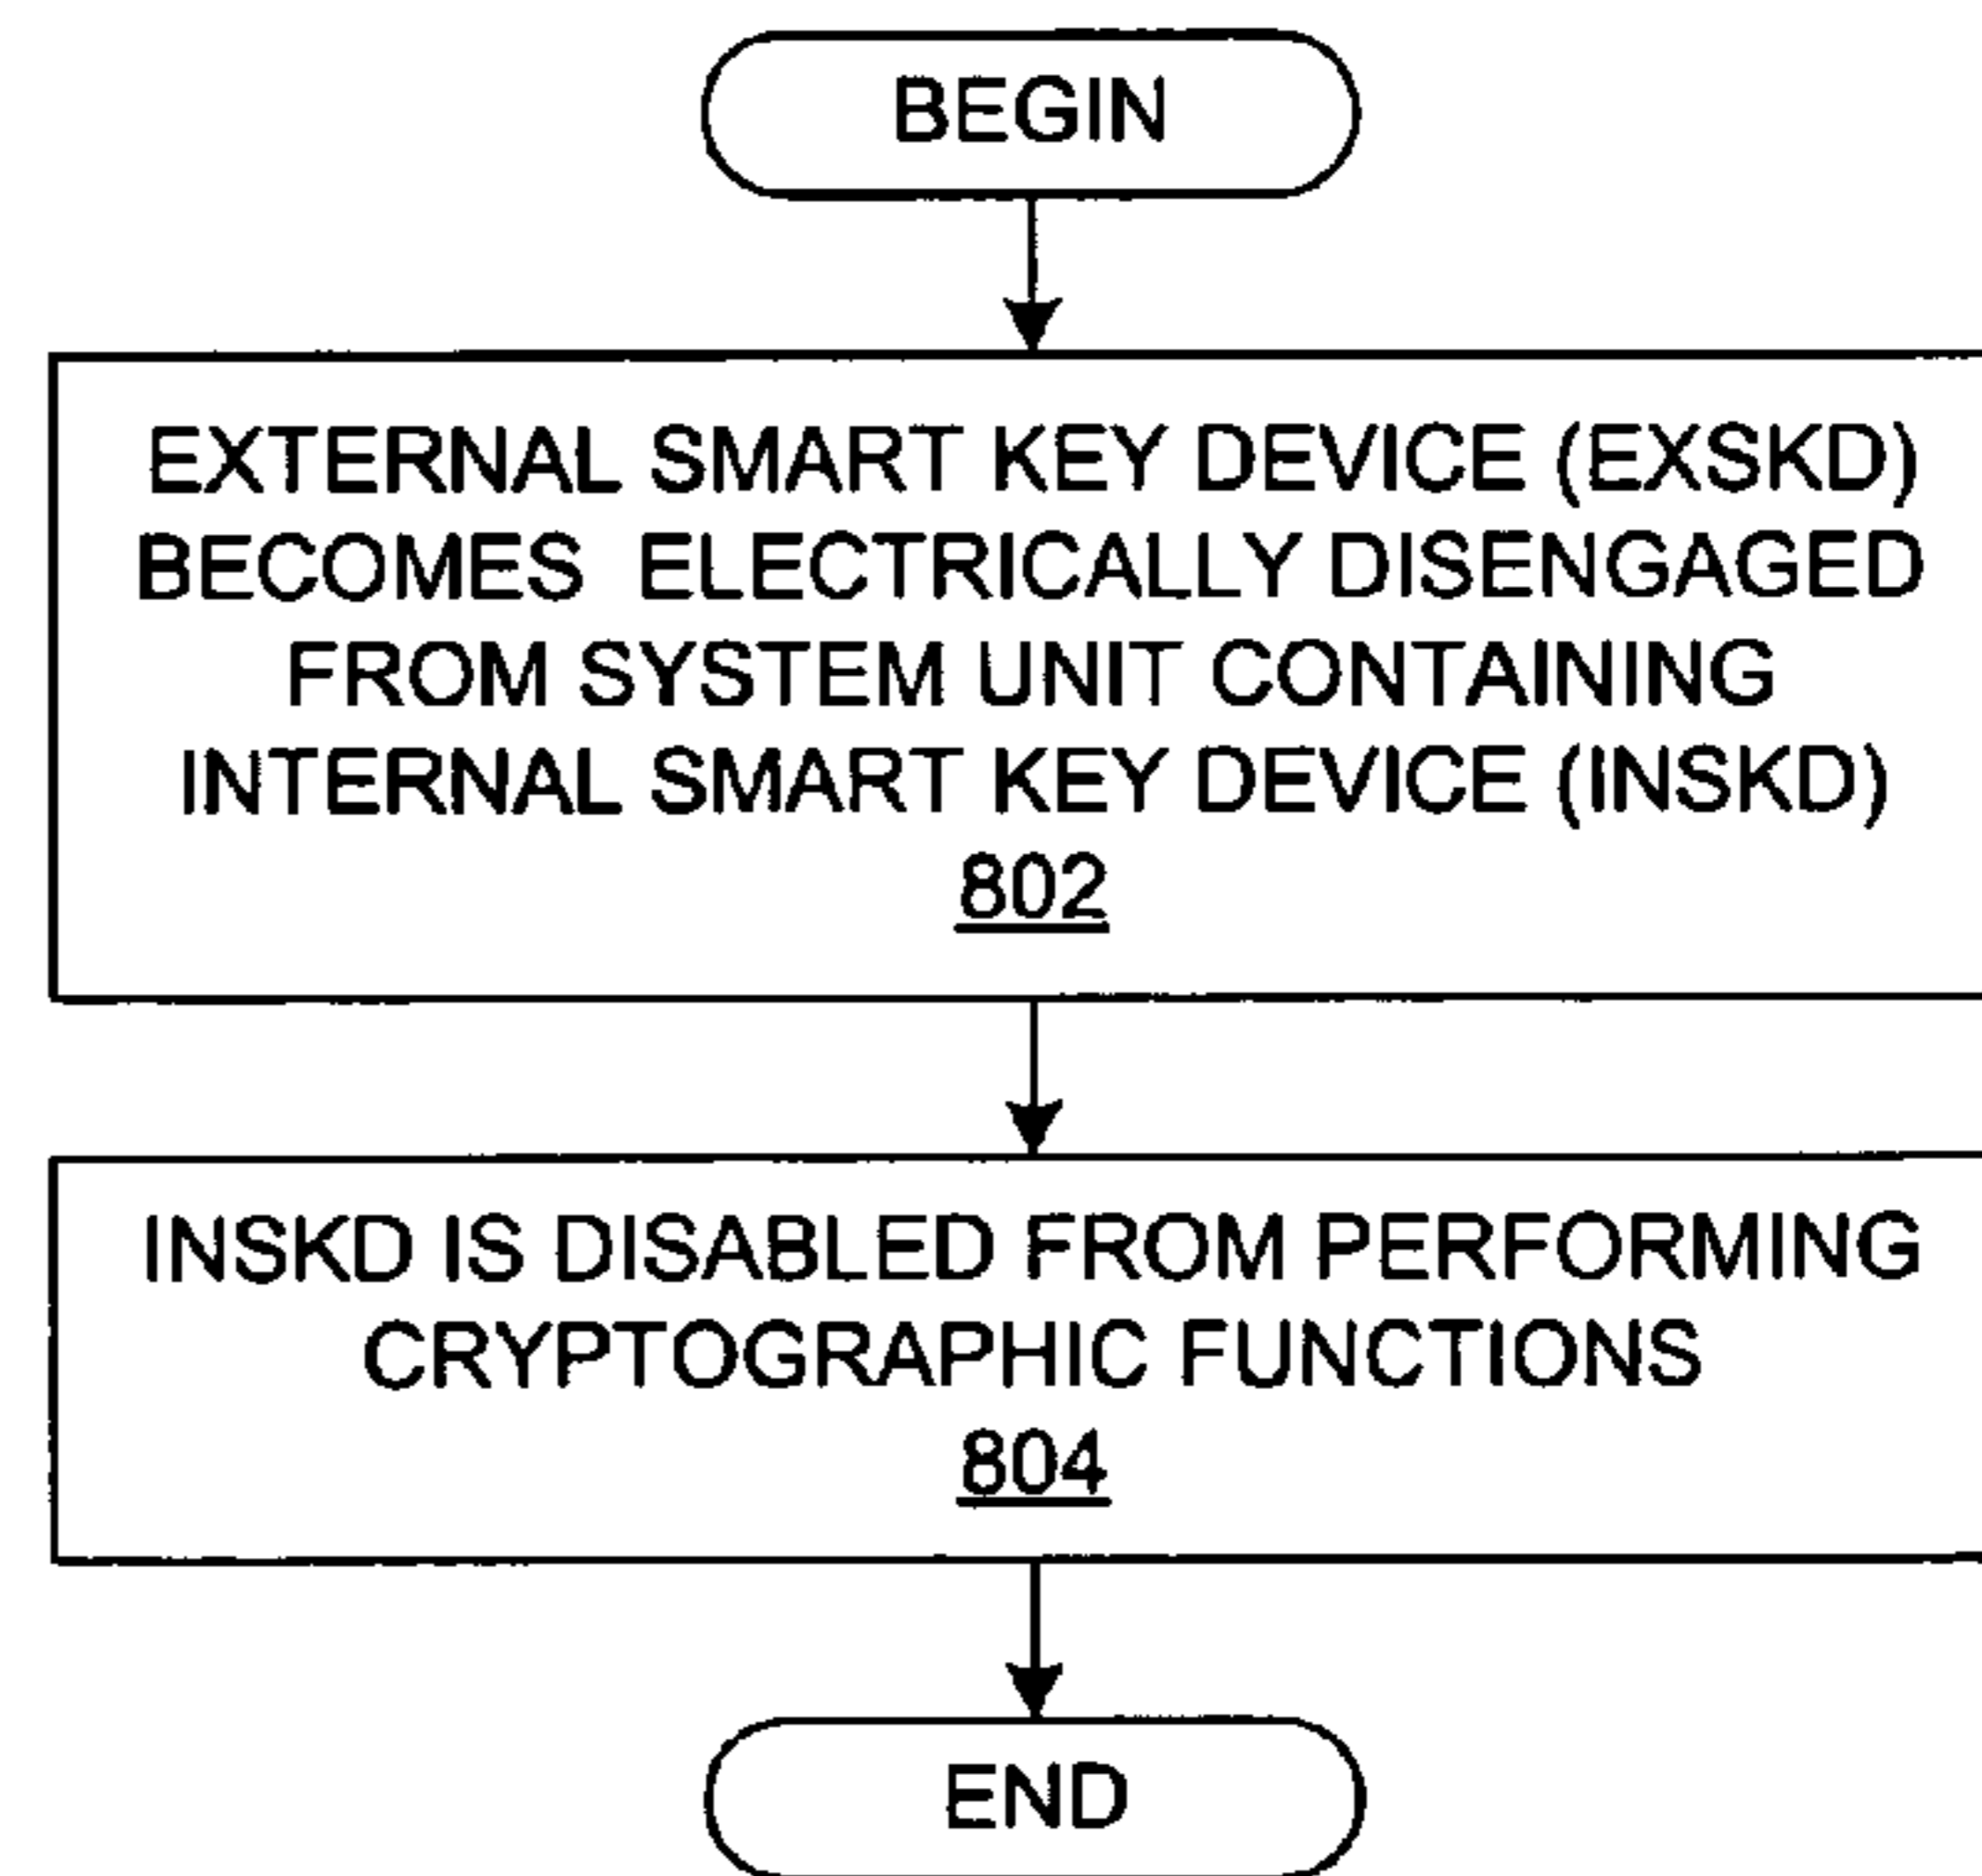 BEGIN
EXTERNAL SMART KEY DEVICE (EXSKD)
BECOMES ELECTRICALLY DISENGAGED
FROM SYSTEM UNIT CONTAINING
INTERNAL SMART KEY DEVICE (INSKD)
802
INSKD IS DISABLED FROM PERFORMING
CRYPTOGRAPHIC FUNCTIONS
804
END